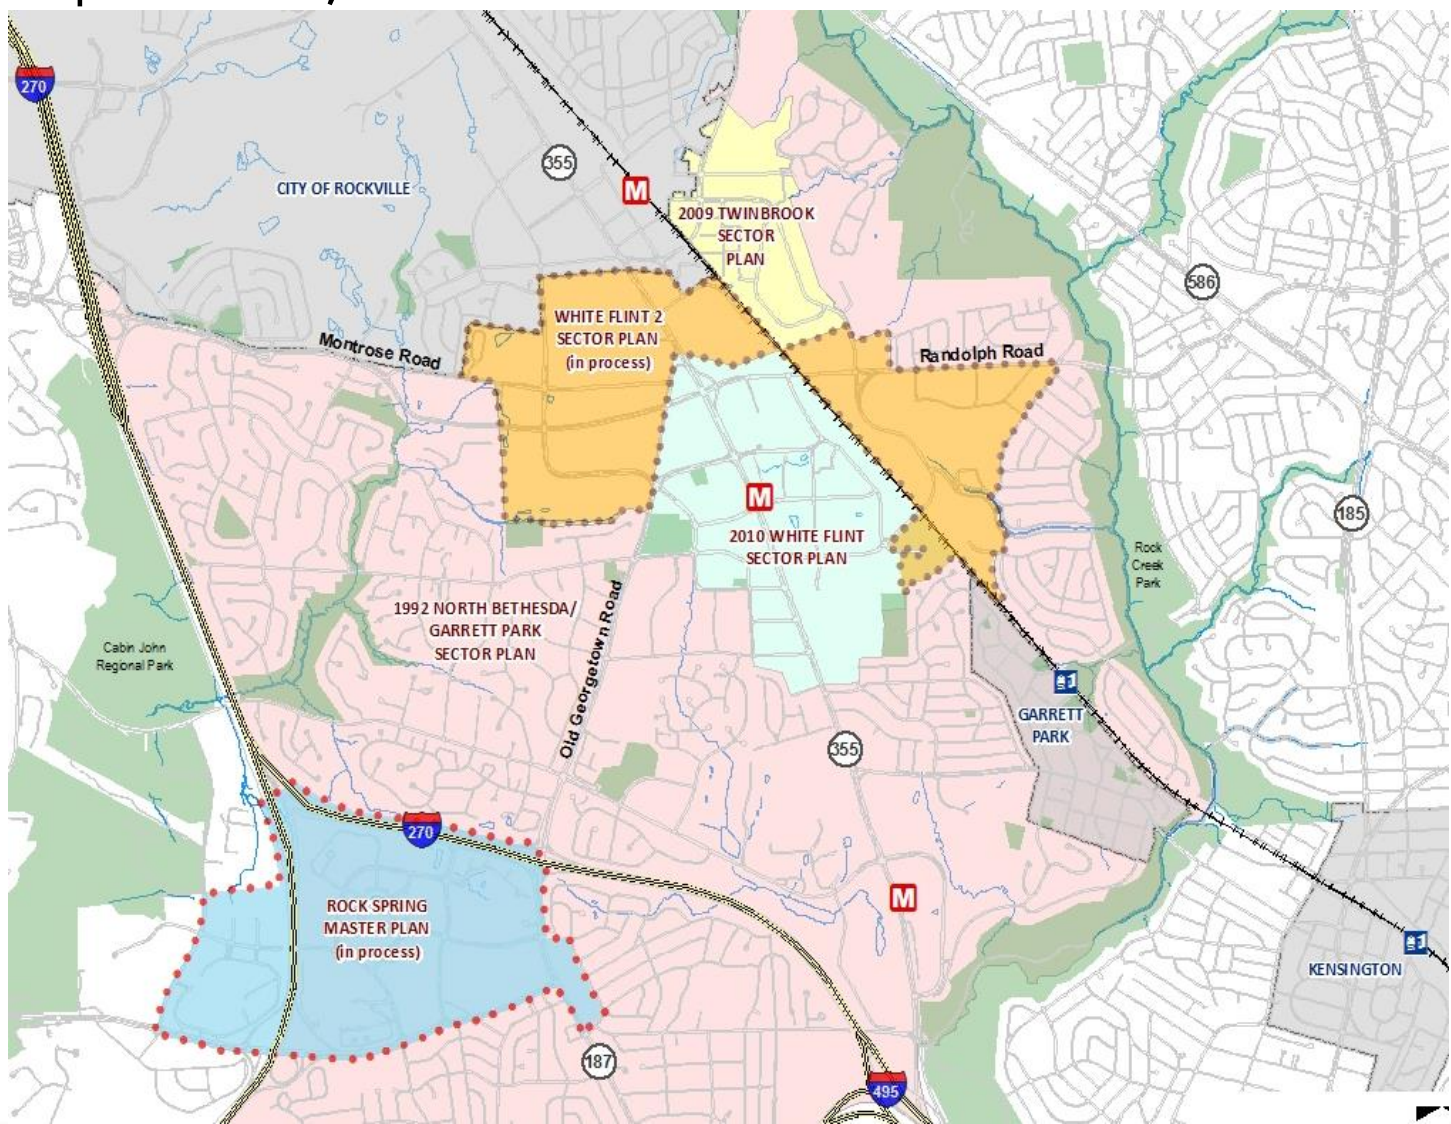 270
355
CITY OF ROCKVILLE
M
2009 TWINBROOK
SECTOR
PLAN
586
WHITE FLINT 2
SECTOR PLAN
(in process)
Montrose Road
Randolph Road
M
185
2010 WHITE FLINT
SECTOR PLAN
Rock
Creek
Park
1992 NORTH BETHESDA/
GARRETT PARK
SECTOR PLAN
Old Georgetown Road
Cabin John
Regional Park
GARRETT
PARK
355
270
M
ROCK SPRING
MASTER PLAN
(in process)
KENSINGTON
187
495